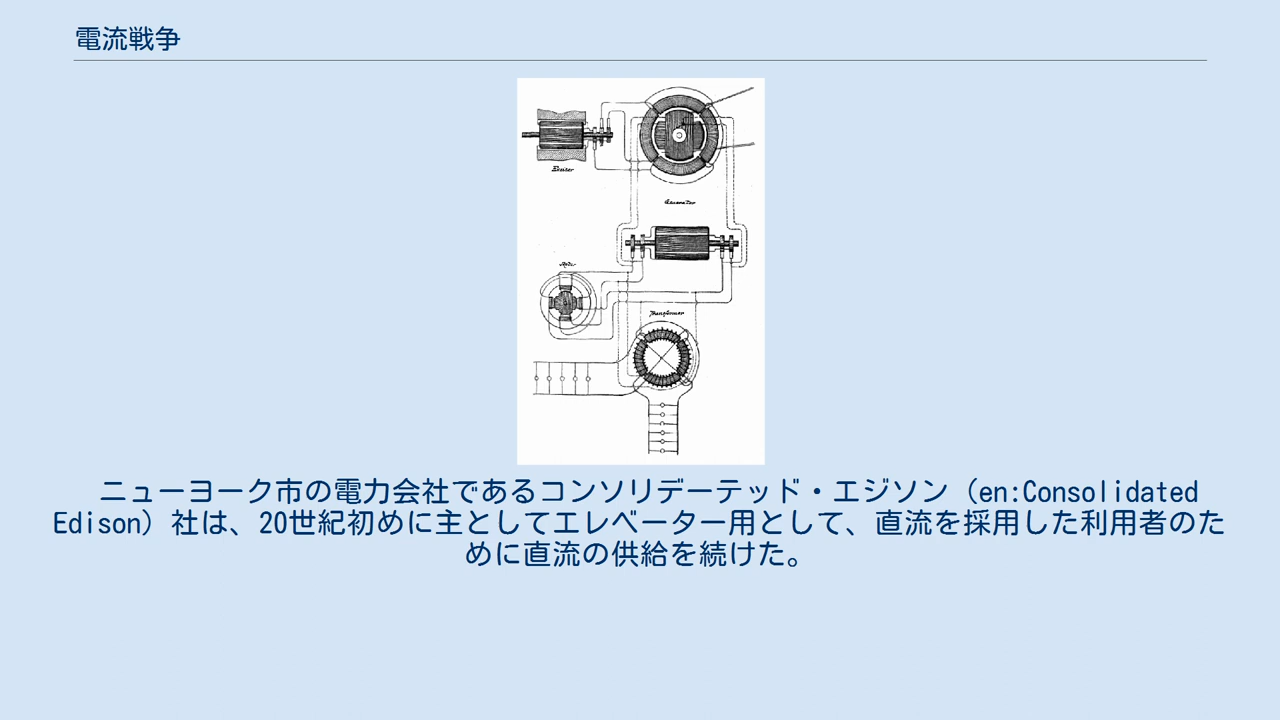 電流戦争
Exciter
Generator
Motor
Transformer
ニューヨーク市の電力会社であるコンソリデーテッド・エジソン（en:Consolidated
Edison）社は、20世紀初めに主としてエレベーター用として、直流を採用した利用者のた
めに直流の供給を続けた。